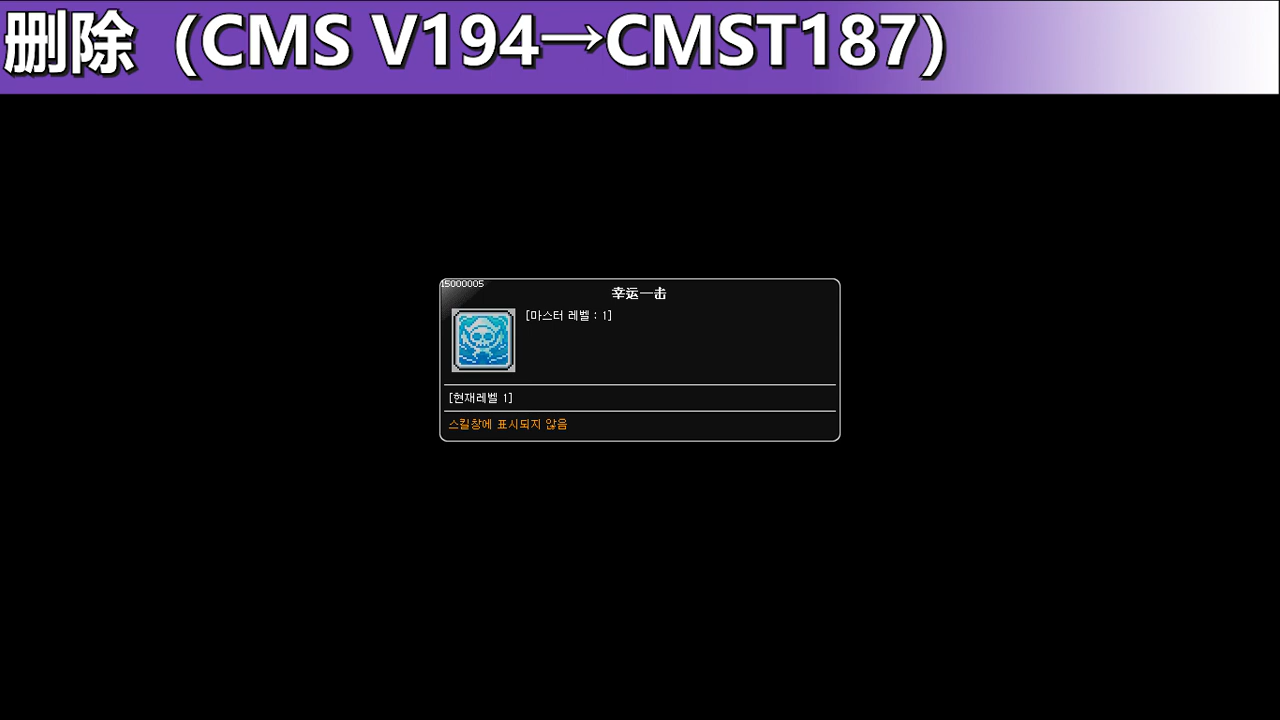 删除（CMS V194→CMST187）
15000005
幸运一击
[마스터 레벨 : 1]
[현재레벨 1]
스킬창에 표시되지 않음